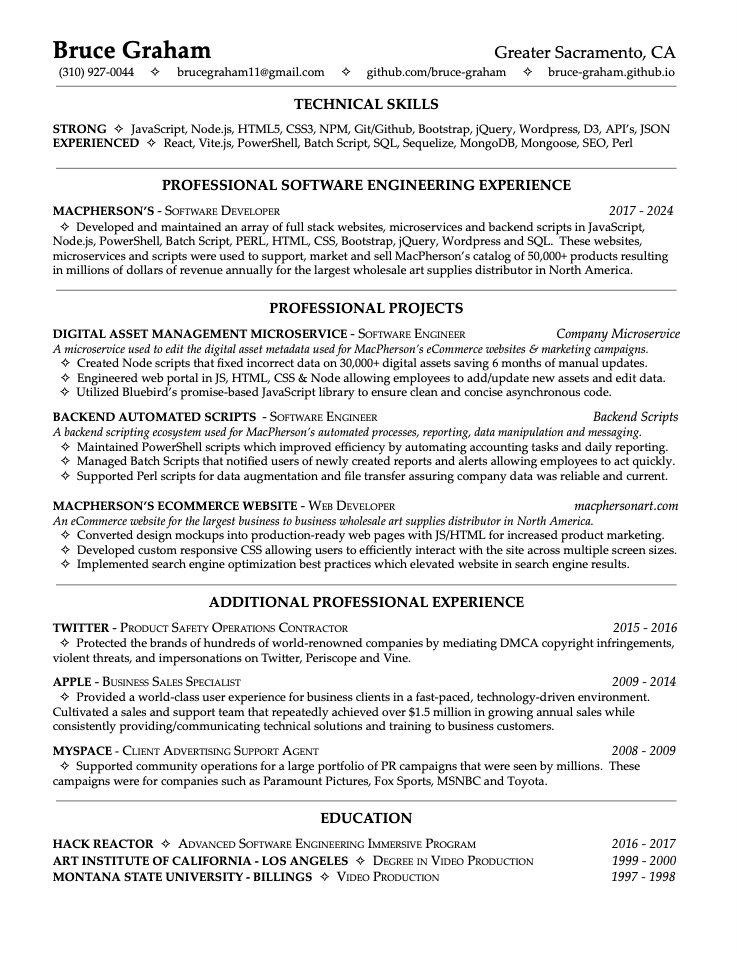 Bruce Graham Greater Sacramento, CA
(310) 927-0044 ✧ brucegraham11@gmail.com ✧ github.com/bruce-graham ✧ bruce-graham.github.io
TECHNICAL SKILLS
STRONG ✧ JavaScript, Node.js, HTML5, CSS3, NPM, Git/Github, Bootstrap, jQuery, Wordpress, D3, API's, JSON
EXPERIENCED ✧ React, Vite.js, PowerShell, Batch Script, SQL, Sequelize, MongoDB, Mongoose, SEO, Perl
PROFESSIONAL SOFTWARE ENGINEERING EXPERIENCE
MACPHERSON'S - Software Developer 2017 - 2024
✧ Developed and maintained an array of full stack websites, microservices and backend scripts in JavaScript,
Node.js, PowerShell, Batch Script, PERL, HTML, CSS, Bootstrap, jQuery, Wordpress and SQL. These websites,
microservices and scripts were used to support, market and sell MacPherson's catalog of 50,000+ products resulting
in millions of dollars of revenue annually for the largest wholesale art supplies distributor in North America.
PROFESSIONAL PROJECTS
DIGITAL ASSET MANAGEMENT MICROSERVICE - Software Engineer Company Microservice
A microservice used to edit the digital asset metadata used for MacPherson's eCommerce websites & marketing campaigns.
✧ Created Node scripts that fixed incorrect data on 30,000+ digital assets saving 6 months of manual updates.
✧ Engineered web portal in JS, HTML, CSS & Node allowing employees to add/update new assets and edit data.
✧ Utilized Bluebird's promise-based JavaScript library to ensure clean and concise asynchronous code.
BACKEND AUTOMATED SCRIPTS - Software Engineer Backend Scripts
A backend scripting ecosystem used for MacPherson's automated processes, reporting, data manipulation and messaging.
✧ Maintained PowerShell scripts which improved efficiency by automating accounting tasks and daily reporting.
✧ Managed Batch Scripts that notified users of newly created reports and alerts allowing employees to act quickly.
✧ Supported Perl scripts for data augmentation and file transfer assuring company data was reliable and current.
MACPHERSON'S ECOMMERCE WEBSITE - Web Developer macphersonart.com
An eCommerce website for the largest business to business wholesale art supplies distributor in North America.
✧ Converted design mockups into production-ready web pages with JS/HTML for increased product marketing.
✧ Developed custom responsive CSS allowing users to efficiently interact with the site across multiple screen sizes.
✧ Implemented search engine optimization best practices which elevated website in search engine results.
ADDITIONAL PROFESSIONAL EXPERIENCE
TWITTER - Product Safety Operations Contractor 2015 - 2016
✧ Protected the brands of hundreds of world-renowned companies by mediating DMCA copyright infringements,
violent threats, and impersonations on Twitter, Periscope and Vine.
APPLE - Business Sales Specialist 2009 - 2014
✧ Provided a world-class user experience for business clients in a fast-paced, technology-driven environment.
Cultivated a sales and support team that repeatedly achieved over $1.5 million in growing annual sales while
consistently providing/communicating technical solutions and training to business customers.
MYSPACE - Client Advertising Support Agent 2008 - 2009
✧ Supported community operations for a large portfolio of PR campaigns that were seen by millions. These
campaigns were for companies such as Paramount Pictures, Fox Sports, MSNBC and Toyota.
EDUCATION
HACK REACTOR ✧ Advanced Software Engineering Immersive Program 2016 - 2017
ART INSTITUTE OF CALIFORNIA - LOS ANGELES ✧ Degree in Video Production 1999 - 2000
MONTANA STATE UNIVERSITY - BILLINGS ✧ Video Production 1997 - 1998